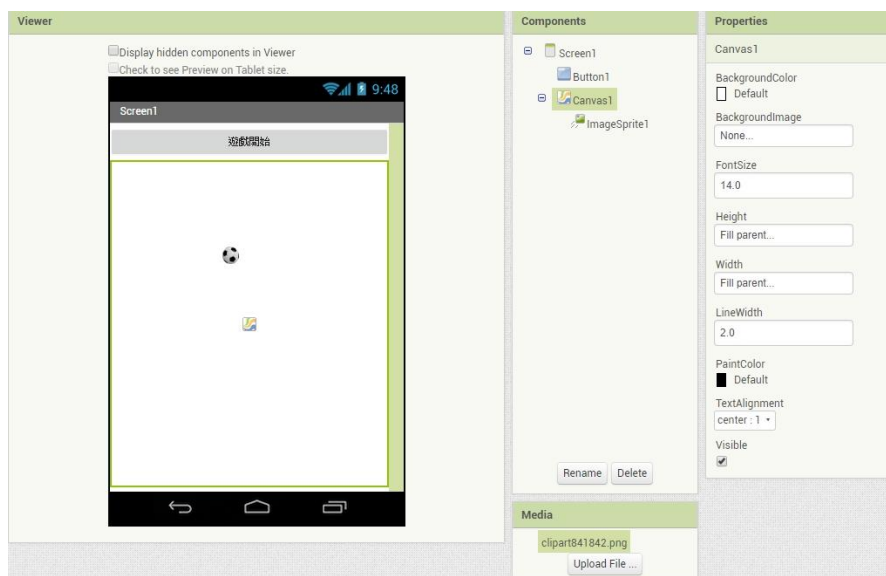 Viewer
Display hidden components in Viewer
Check to see Preview on Tablet size.
9:48
Screen1
遊戲開始
Components
Screen1
Button1
Canvas1
ImageSprite1
Rename
Delete
Media
clipart841842.png
Upload File ...
Properties
Canvas1
BackgroundColor
Default
BackgroundImage
None...
FontSize
14.0
Height
Fill parent...
Width
Fill parent...
LineWidth
2.0
PaintColor
Default
TextAlignment
center : 1
Visible